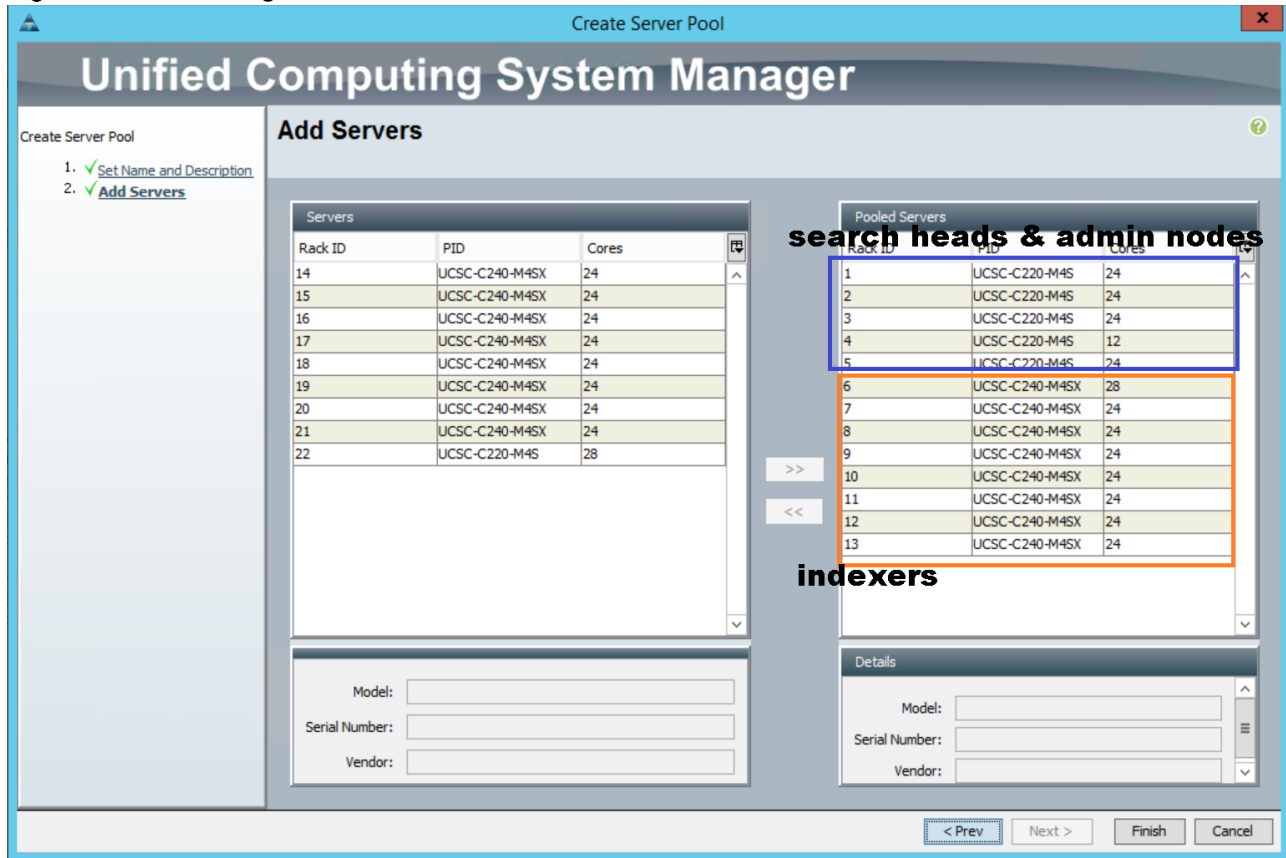 Create Server Pool
x
Unified Computing System Manager
Create Server Pool
1. Set Name and Description
2. Add Servers
Add Servers
?
Servers
Rack ID PID Cores
14 UCSC-C240-M4SX 24
15 UCSC-C240-M4SX 24
16 UCSC-C240-M4SX 24
17 UCSC-C240-M4SX 24
18 UCSC-C240-M4SX 24
19 UCSC-C240-M4SX 24
20 UCSC-C240-M4SX 24
21 UCSC-C240-M4SX 24
22 UCSC-C220-M4S 28
Model:
Serial Number:
Vendor:
>>
<<
Pooled Servers
search heads & admin nodes
Rack ID PID Cores
1 UCSC-C220-M4S 24
2 UCSC-C220-M4S 24
3 UCSC-C220-M4S 24
4 UCSC-C220-M4S 12
5 UCSC-C220-M4S 24
6 UCSC-C240-M4SX 28
7 UCSC-C240-M4SX 24
8 UCSC-C240-M4SX 24
9 UCSC-C240-M4SX 24
10 UCSC-C240-M4SX 24
11 UCSC-C240-M4SX 24
12 UCSC-C240-M4SX 24
13 UCSC-C240-M4SX 24
indexers
Details
Model:
Serial Number:
Vendor:
< Prev Next > Finish Cancel